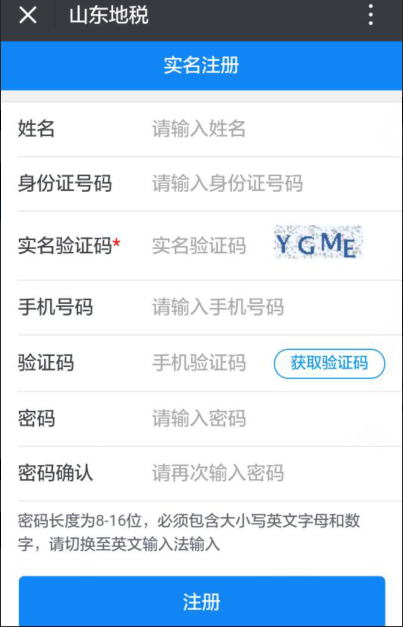 山东地税
实名注册
姓名 请输入姓名
身份证号码 请输入身份证号码
实名验证码* 实名验证码 YGME
手机号码 请输入手机号码
验证码 手机验证码 获取验证码
密码 请输入密码
密码确认 请再次输入密码
密码长度为8-16位，必须包含大小写英文字母和数
字，请切换至英文输入法输入
注册